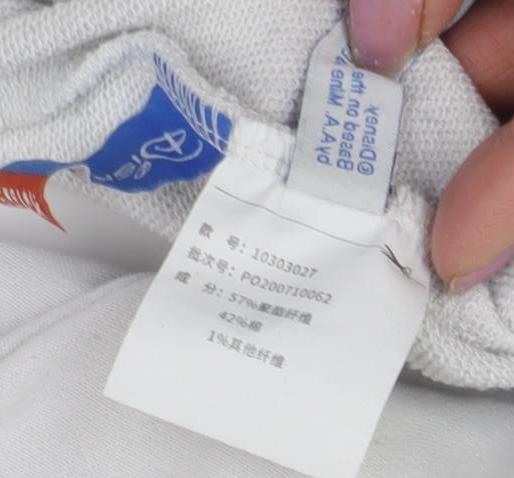 ©Disney
Based on the
by A.A. Milne
款 号：10303027
批次号：PO200710062
成 分：57%聚酯纤维
42%棉
1%其他纤维